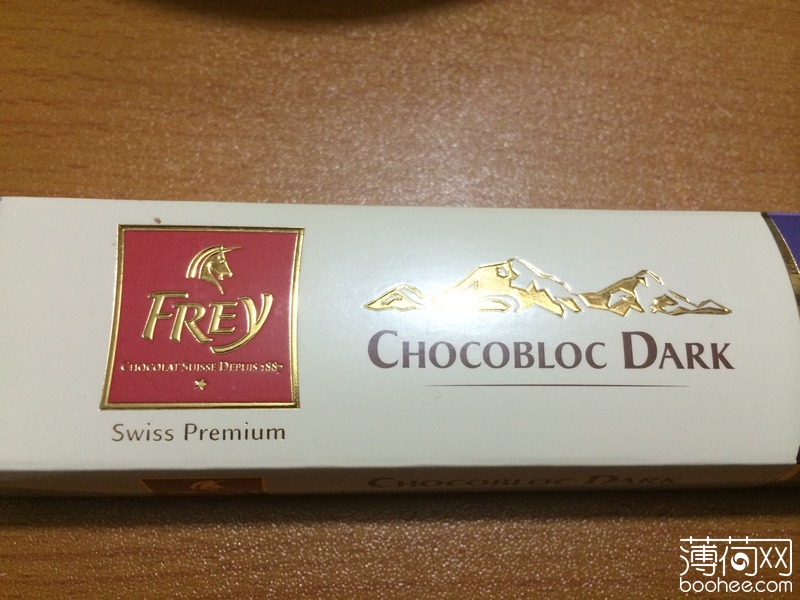 FREY
CHOCOLAT SUISSE DEPUIS 1887
Swiss Premium
CHOCOBLOC DARK
CHOCOBLOC DARK
薄荷网
boohee.com